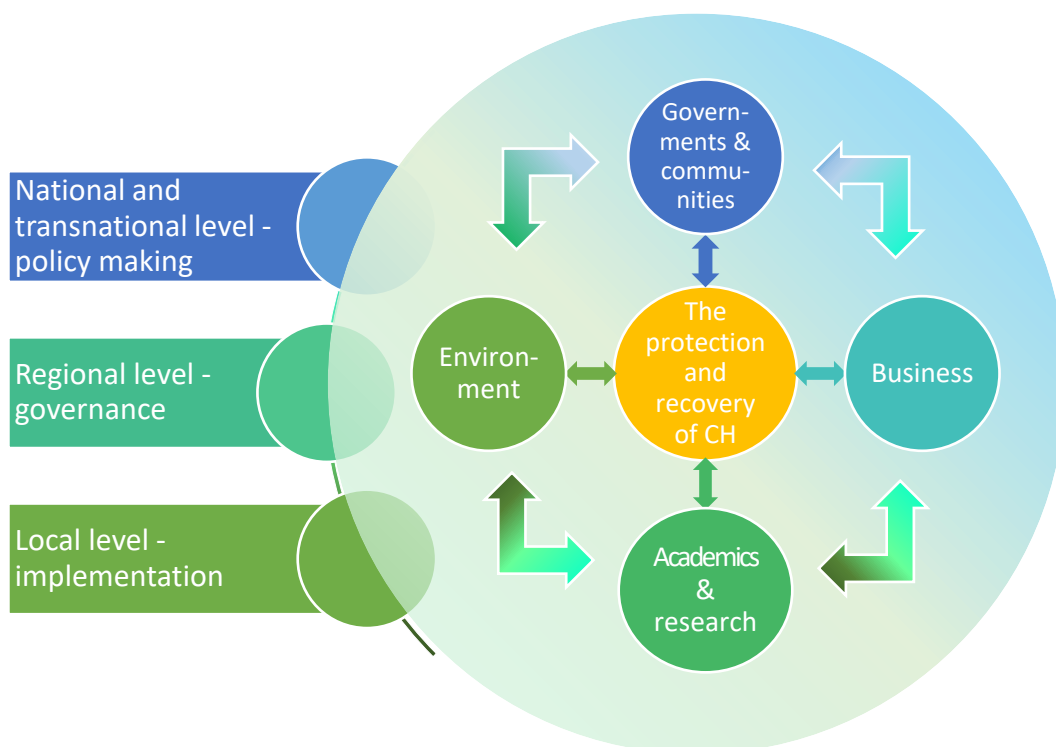 National and
transnational level -
policy making
Regional level -
governance
Local level -
implementation
Govern-
ments &
commu-
nities
Environ-
ment
The
protection
and
recovery
of CH
Business
Academics
&
research